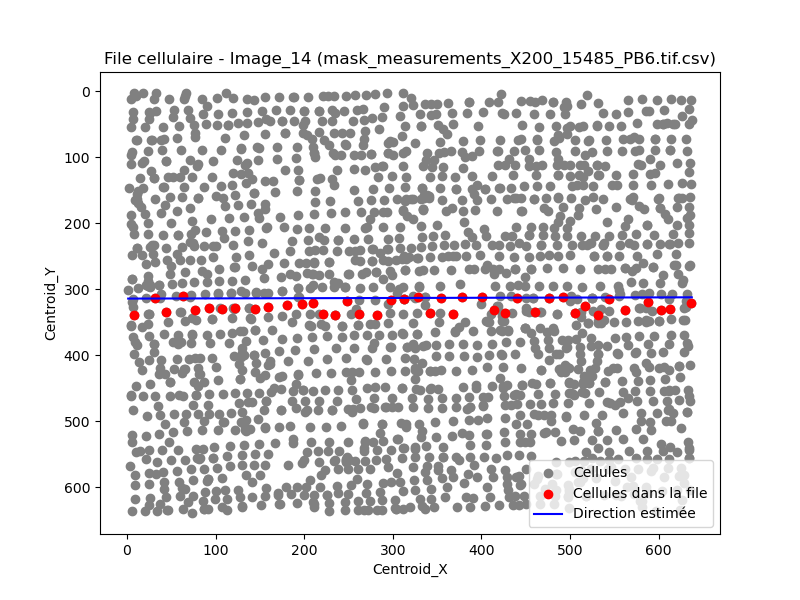 File cellulaire - Image_14 (mask_measurements_X200_15485_PB6.tif.csv)
Centroid_Y
0
100
200
300
400
500
600
Cellules
Cellules dans la file
Direction estimée
0 100 200 300 400 500 600
Centroid_X